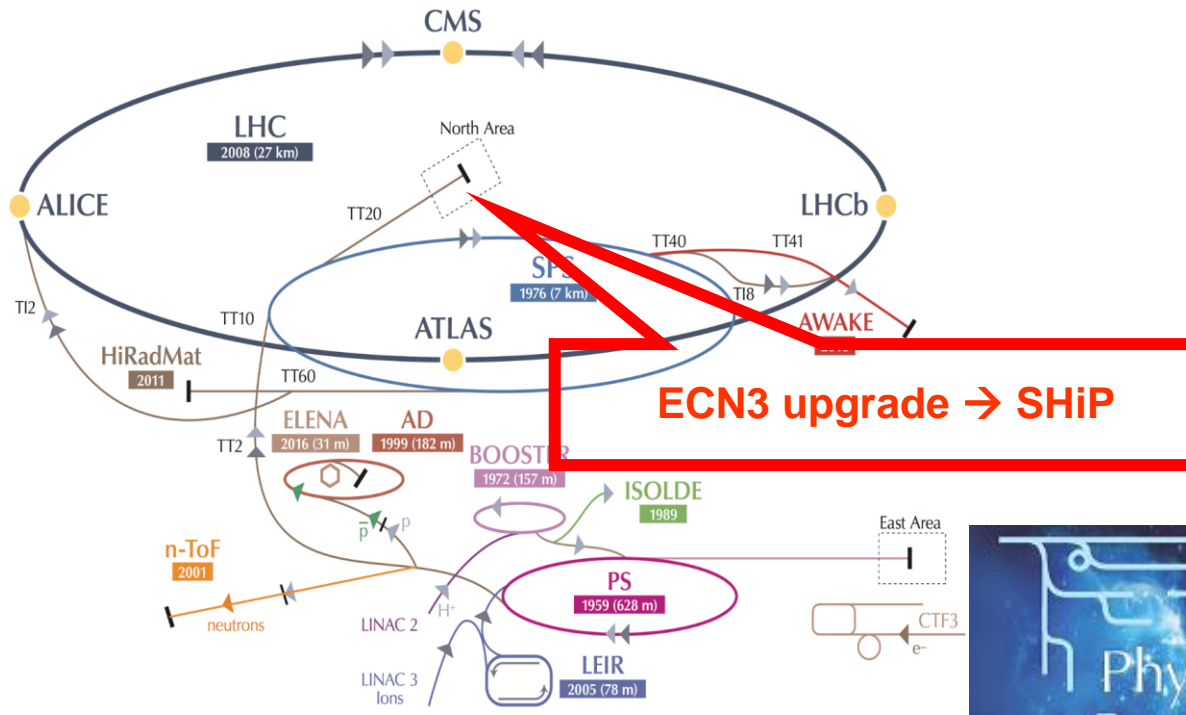 CMS
LHC
2008 (27 km)
North Area
ALICE
LHCb
TT20
TT40
TT41
SPS
1976 (7 km)
TI2
TT10
TI8
ATLAS
AWAKE
HiRadMat
2011
TT60
ECN3 upgrade → SHiP
ELENA
2016 (31 m)
AD
1999 (182 m)
TT2
BOOSTER
1972 (157 m)
ISOLDE
1989
p̅
p
East Area
n-ToF
2001
PS
1959 (628 m)
neutrons
H⁺
LINAC 2
CTF3
e⁻
LEIR
2005 (78 m)
LINAC 3
Ions
Phy